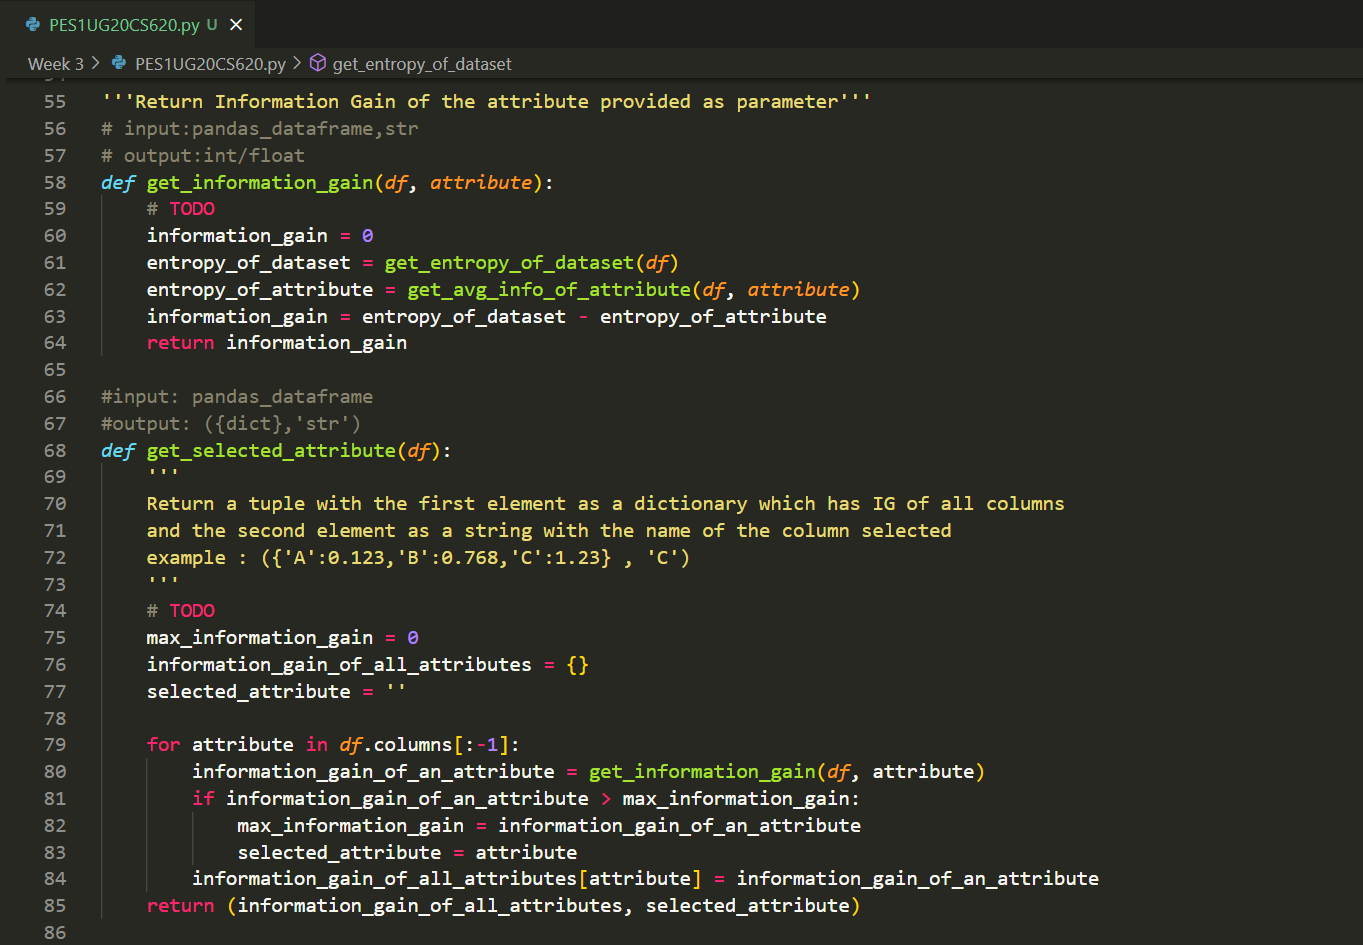 PES1UG20CS620.py U ×
Week 3 > PES1UG20CS620.py > get_entropy_of_dataset
55 '''Return Information Gain of the attribute provided as parameter'''
56 # input:pandas_dataframe,str
57 # output:int/float
58 def get_information_gain(df, attribute):
59     # TODO
60     information_gain = 0
61     entropy_of_dataset = get_entropy_of_dataset(df)
62     entropy_of_attribute = get_avg_info_of_attribute(df, attribute)
63     information_gain = entropy_of_dataset - entropy_of_attribute
64     return information_gain
65
66 #input: pandas_dataframe
67 #output: ({dict},'str')
68 def get_selected_attribute(df):
69     '''
70     Return a tuple with the first element as a dictionary which has IG of all columns
71     and the second element as a string with the name of the column selected
72     example : ({'A':0.123,'B':0.768,'C':1.23} , 'C')
73     '''
74     # TODO
75     max_information_gain = 0
76     information_gain_of_all_attributes = {}
77     selected_attribute = ''
78
79     for attribute in df.columns[:-1]:
80         information_gain_of_an_attribute = get_information_gain(df, attribute)
81         if information_gain_of_an_attribute > max_information_gain:
82             max_information_gain = information_gain_of_an_attribute
83             selected_attribute = attribute
84         information_gain_of_all_attributes[attribute] = information_gain_of_an_attribute
85     return (information_gain_of_all_attributes, selected_attribute)
86